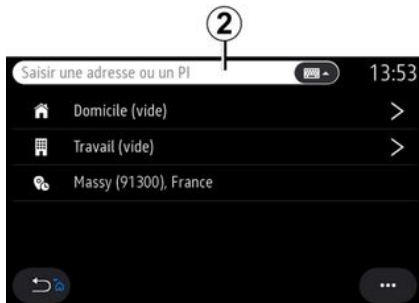 2
Saisir une adresse ou un PI
13:53
Domicile (vide)
Travail (vide)
Massy (91300), France